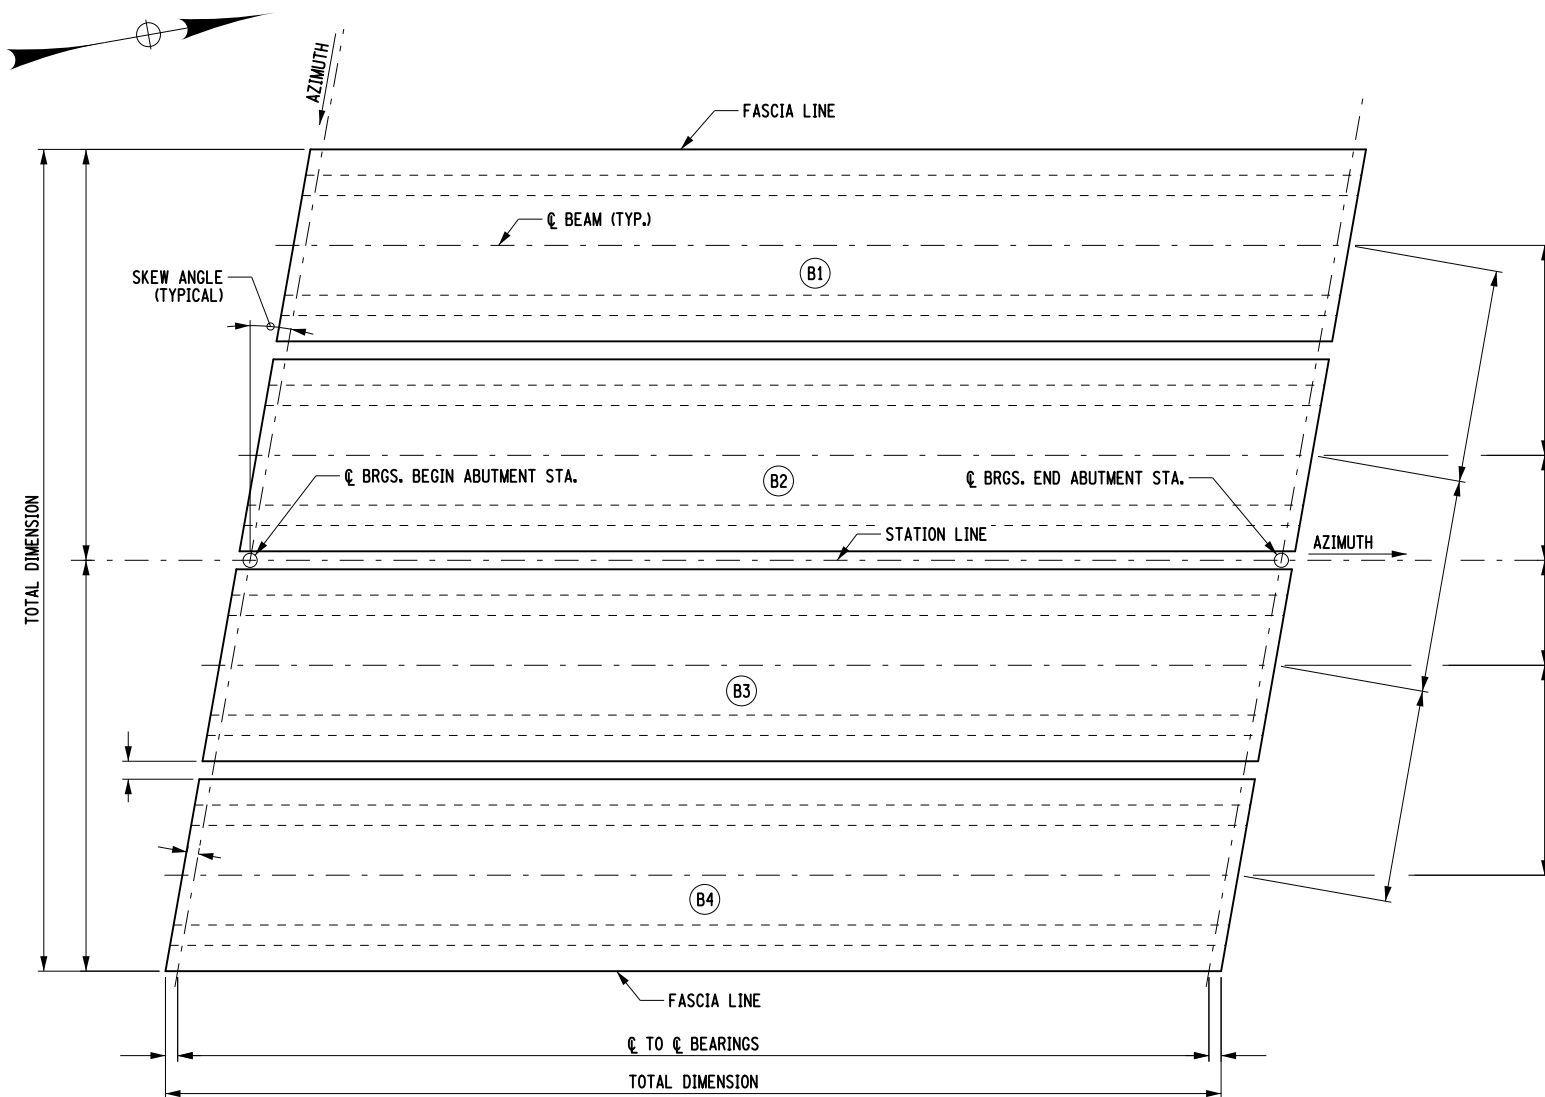 AZIMUTH
FASCIA LINE
℄ BEAM (TYP.)
B1
SKEW ANGLE
(TYPICAL)
℄ BRGS. BEGIN ABUTMENT STA.
B2
℄ BRGS. END ABUTMENT STA.
STATION LINE
AZIMUTH
TOTAL DIMENSION
B3
B4
FASCIA LINE
℄ TO ℄ BEARINGS
TOTAL DIMENSION